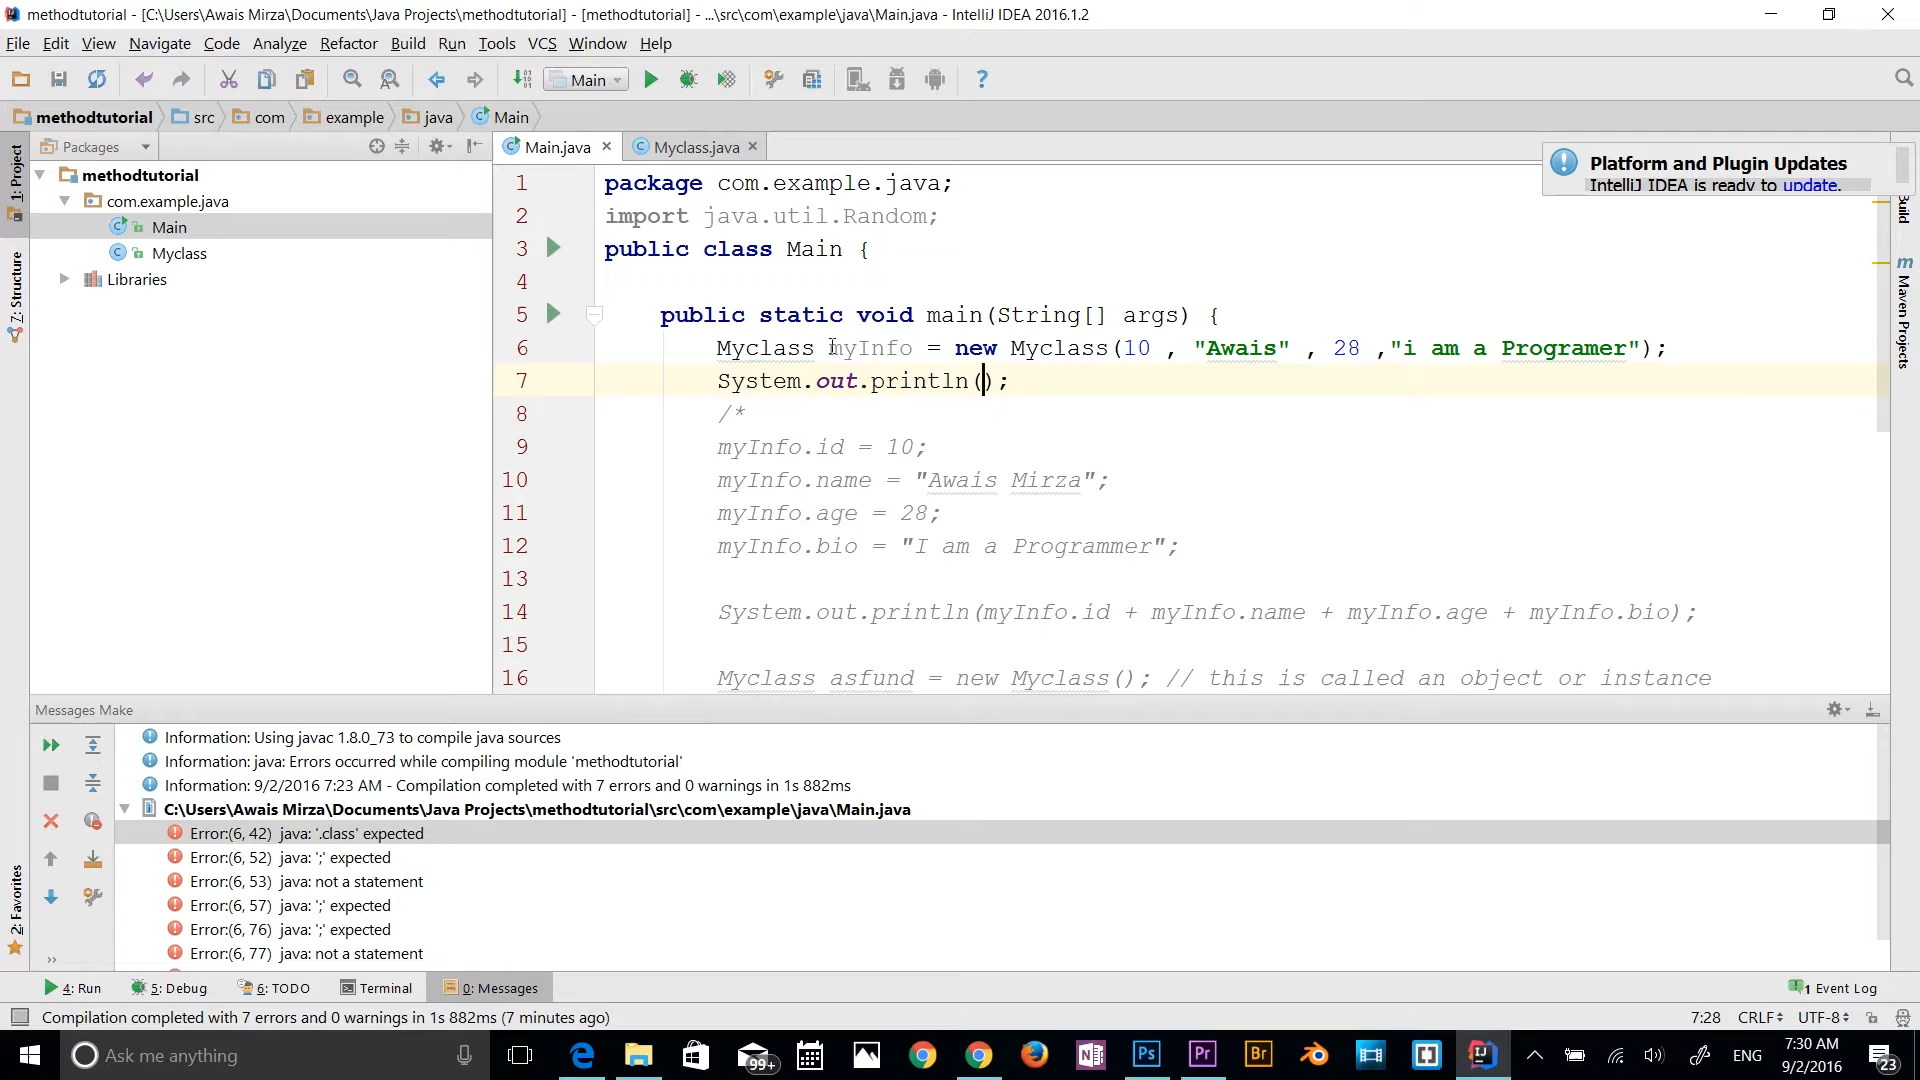 methodtutorial - [C:\Users\Awais Mirza\Documents\Java Projects\methodtutorial] - [methodtutorial] - ...\src\com\example\java\Main.java - IntelliJ IDEA 2016.1.2
File Edit View Navigate Code Analyze Refactor Build Run Tools VCS Window Help
Main
methodtutorial src com example java Main
1: Project
7: Structure
2: Favorites
Packages
methodtutorial
com.example.java
Main
Myclass
Libraries
Main.java Myclass.java
Platform and Plugin Updates
IntelliJ IDEA is ready to update.
Build
m Maven Projects
1 package com.example.java;
2 import java.util.Random;
3 public class Main {
4
5 public static void main(String[] args) {
6 Myclass myInfo = new Myclass(10 , "Awais" , 28 ,"i am a Programer");
7 System.out.println();
8 /*
9 myInfo.id = 10;
10 myInfo.name = "Awais Mirza";
11 myInfo.age = 28;
12 myInfo.bio = "I am a Programmer";
13
14 System.out.println(myInfo.id + myInfo.name + myInfo.age + myInfo.bio);
15
16 Myclass asfund = new Myclass(); // this is called an object or instance
Messages Make
Information: Using javac 1.8.0_73 to compile java sources
Information: java: Errors occurred while compiling module 'methodtutorial'
Information: 9/2/2016 7:23 AM - Compilation completed with 7 errors and 0 warnings in 1s 882ms
C:\Users\Awais Mirza\Documents\Java Projects\methodtutorial\src\com\example\java\Main.java
Error:(6, 42) java: '.class' expected
Error:(6, 52) java: ';' expected
Error:(6, 53) java: not a statement
Error:(6, 57) java: ';' expected
Error:(6, 76) java: ';' expected
Error:(6, 77) java: not a statement
4: Run 5: Debug 6: TODO Terminal 0: Messages 1 Event Log
Compilation completed with 7 errors and 0 warnings in 1s 882ms (7 minutes ago) 7:28 CRLF UTF-8
Ask me anything 99+ Ps Pr Br ENG 7:30 AM
9/2/2016 23